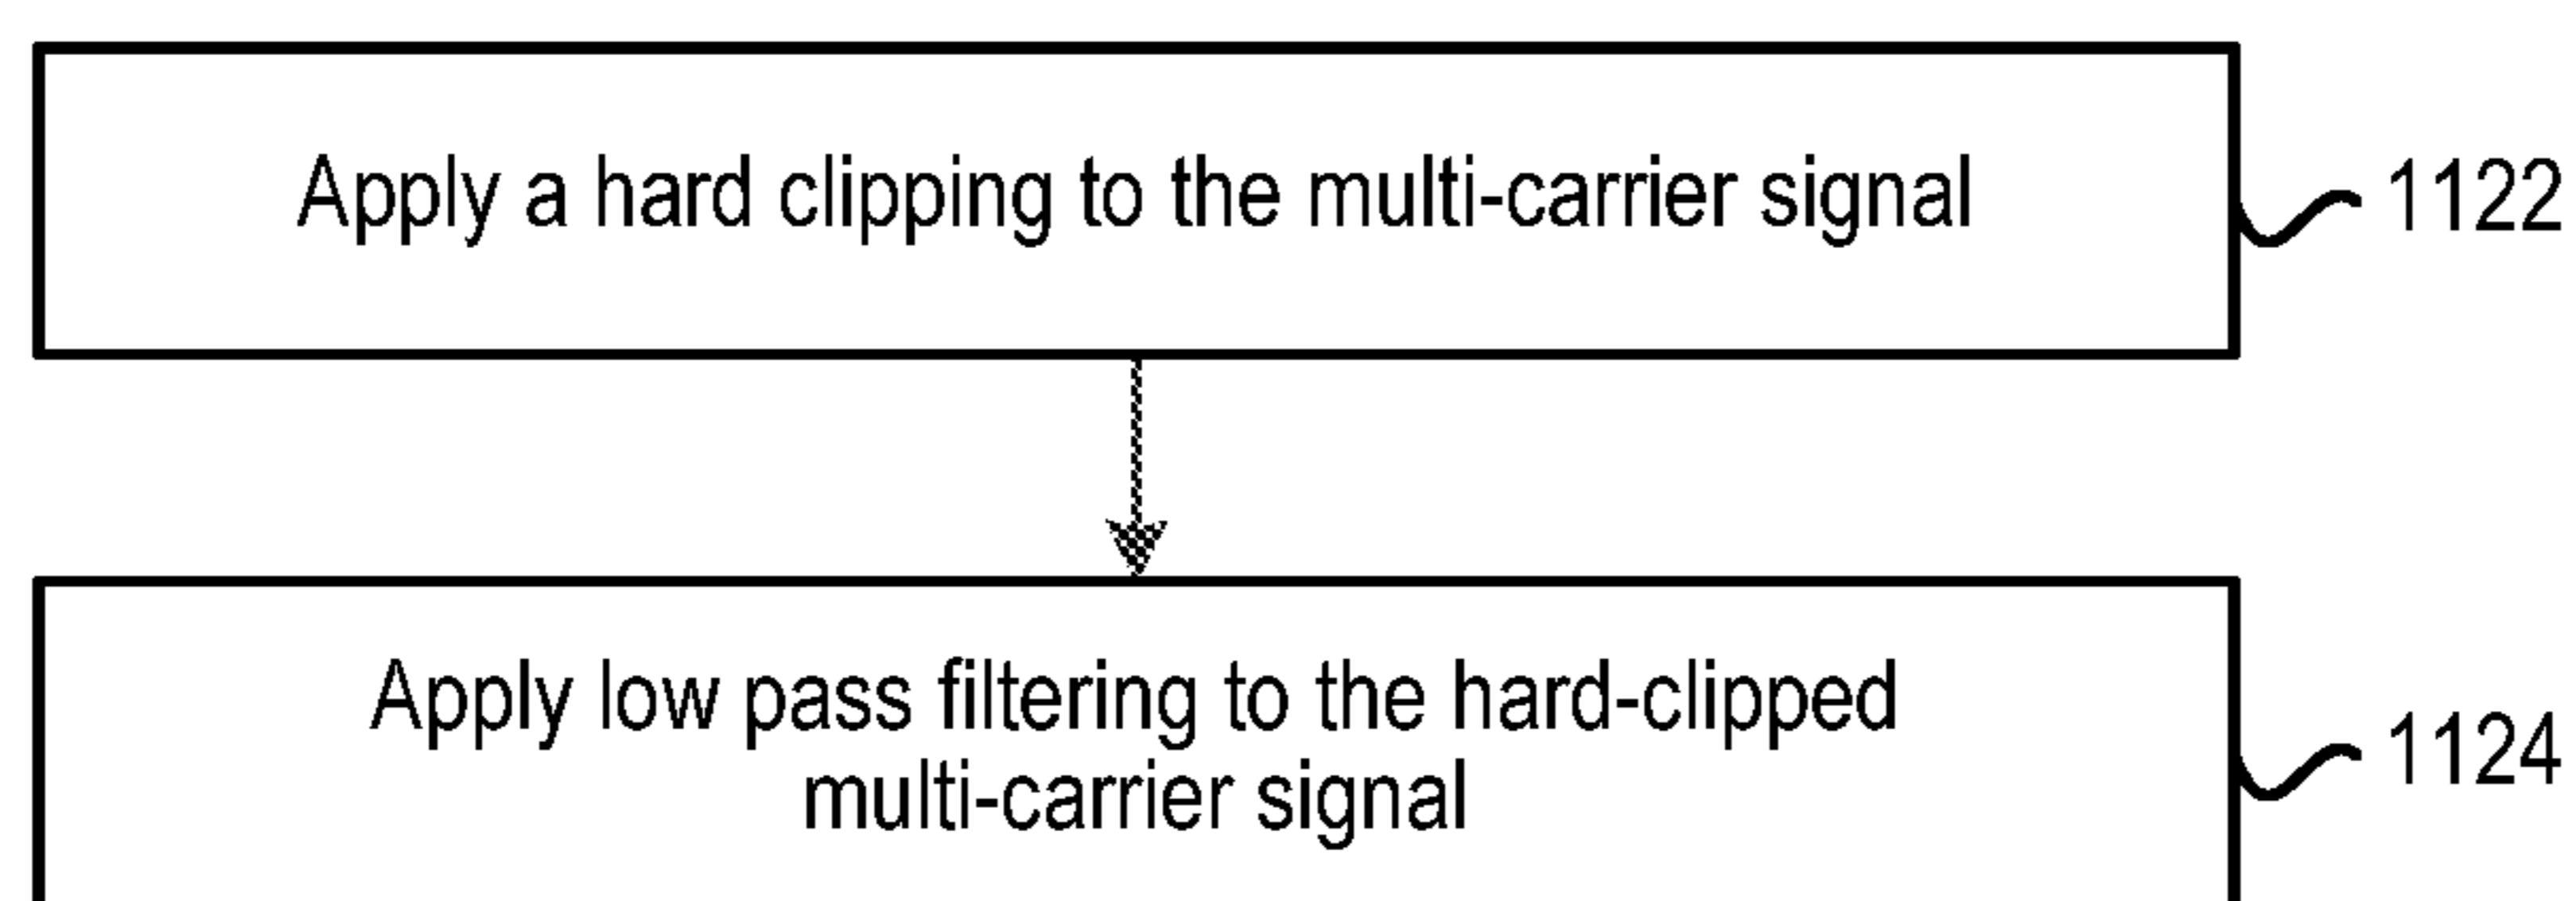 Apply a hard clipping to the multi-carrier signal
1122
Apply low pass filtering to the hard-clipped
multi-carrier signal
1124